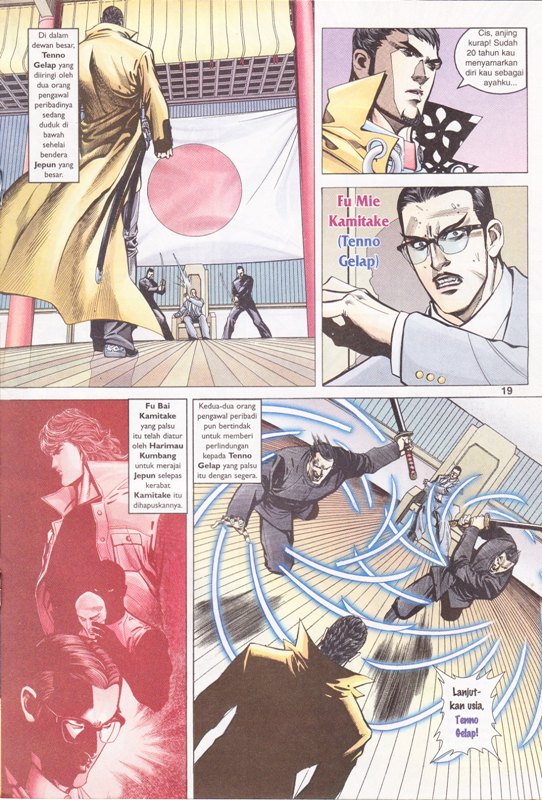 Di dalam
dewan besar,
Tenno
Gelap yang
diiringi oleh
dua orang
pengawal
peribadinya
sedang
duduk di
bawah
sehelai
bendera
Jepun yang
besar.
Cis, anjing
kurap! Sudah
20 tahun kau
menyamarkan
diri kau sebagai
ayahku...
Fu Mie
Kamitake
(Tenno
Gelap)
19
Fu Bai
Kamitake
yang palsu
itu telah diatur
oleh Harimau
Kumbang
untuk merajai
Jepun selepas
kerabat
Kamitake itu
dihapuskannya.
Kedua-dua orang
pengawal peribadi
pun bertindak
untuk memberi
perlindungan
kepada Tenno
Gelap yang palsu
itu dengan segera.
Lanjut-
kan usia,
Tenno
Gelap!